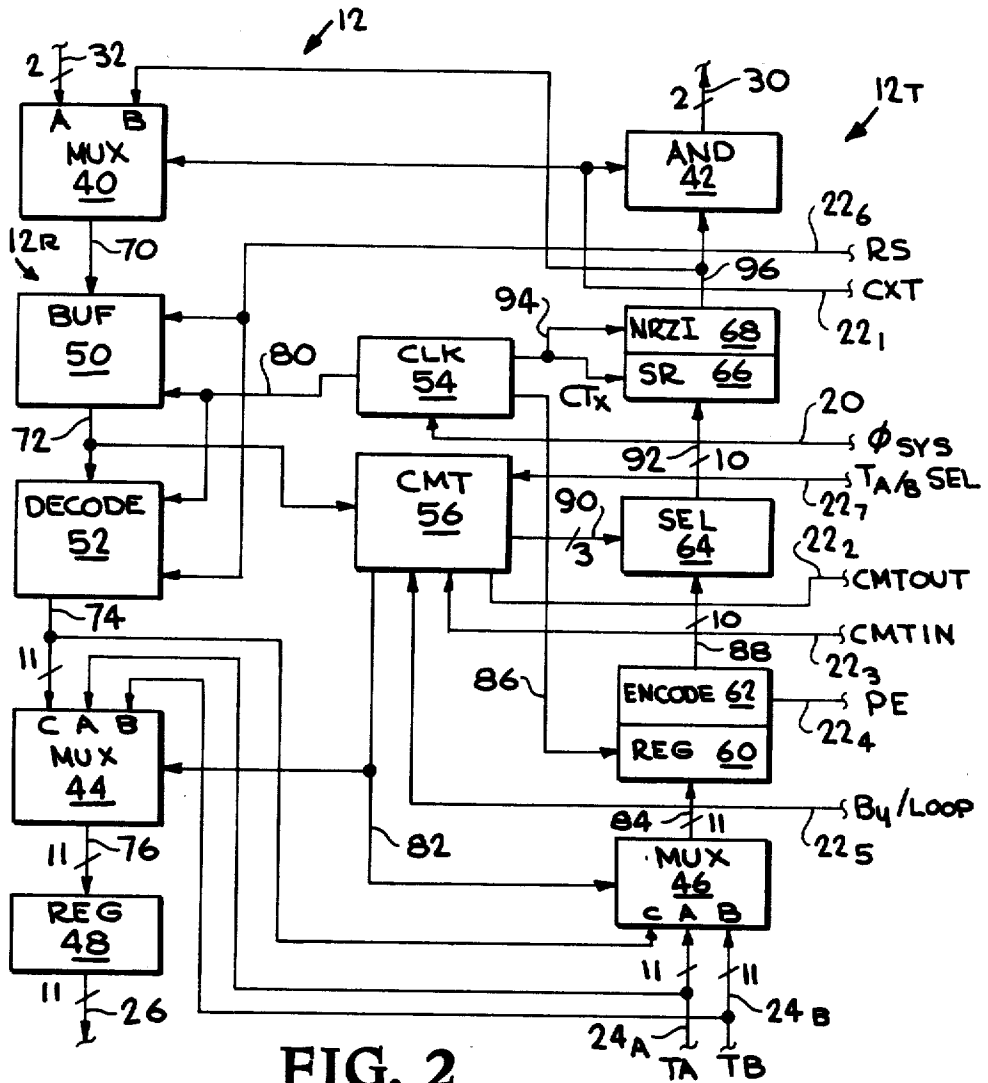 12
2 32
2 30
12T
A B
MUX
40
AND
42
12R
70
22₆ RS
96
CXT
22₁
BUF
50
94
NRZI 68
SR 66
80
CLK
54
CTx
20
72
92 10
ΦSYS
TA/B SEL
22₇
DECODE
52
CMT
56
90
3
SEL
64
22₂
CMTOUT
74
10
CMTIN
22₃
88
11
86
ENCODE 62
PE
22₄
C A B
MUX
44
REG 60
84 11
By/LOOP
22₅
11 76
82
MUX
46
C A B
REG
48
11 11
11 26
24B
24A
TA TB
FIG. 2